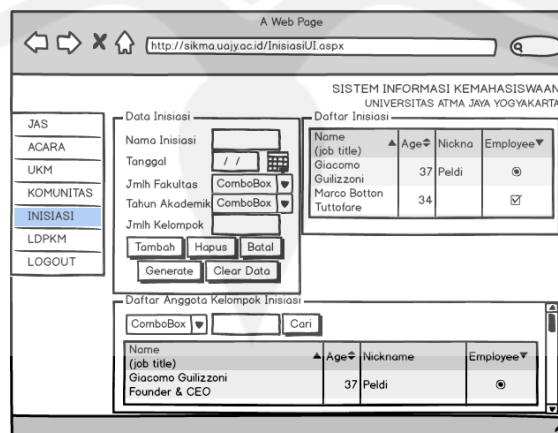 A Web Page
http://sikma.uajy.ac.id/InisiasiUI.aspx
SISTEM INFORMASI KEMAHASISWAAN
UNIVERSITAS ATMA JAYA YOGYAKARTA
JAS
ACARA
UKM
KOMUNITAS
INISIASI
LDPKM
LOGOUT
Data Inisiasi
Nama Inisiasi
Tanggal / /
Jmlh Fakultas ComboBox
Tahun Akademik ComboBox
Jmlh Kelompok
Tambah Hapus Batal
Generate Clear Data
Daftar Inisiasi
Name Age Nickna Employee
(job title)
Giacomo 37 Peldi
Guilizzoni
Marco Botton 34
Tuttofare
Daftar Anggota Kelompok Inisiasi
ComboBox Cari
Name Age Nickname Employee
(job title)
Giacomo Guilizzoni 37 Peldi
Founder & CEO